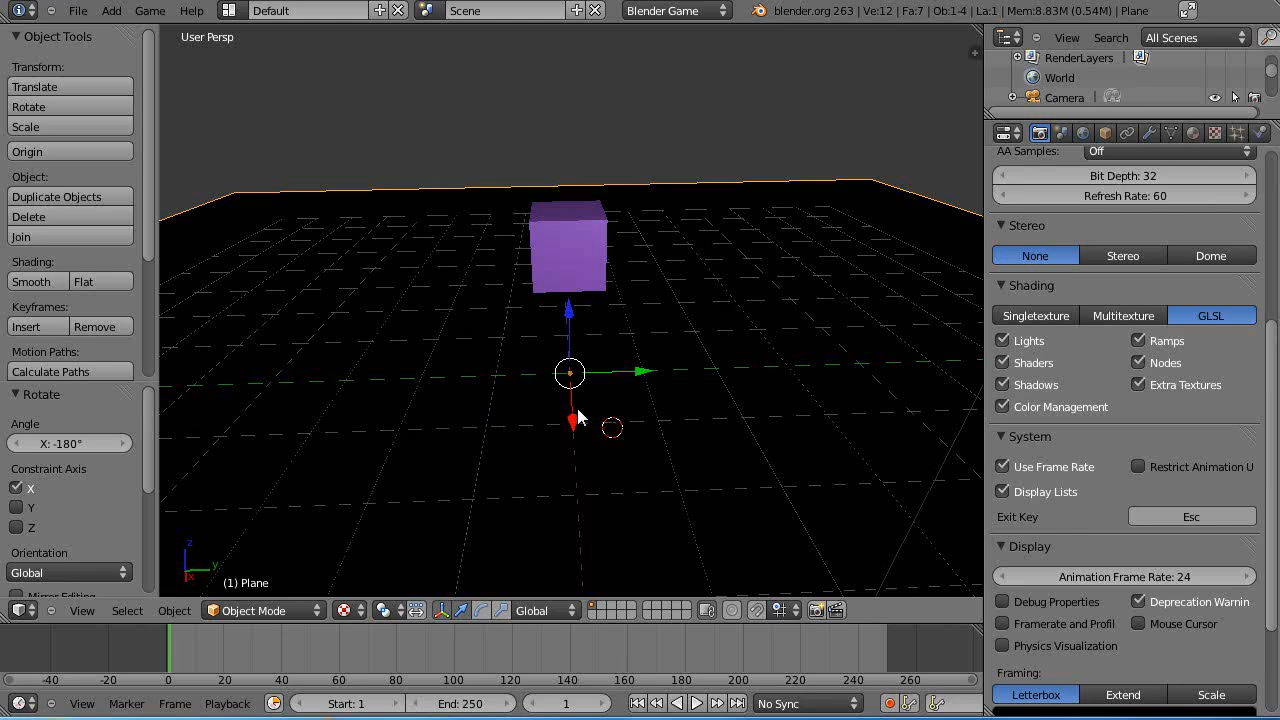 File Add Game Help Default Scene Blender Game blender.org 263 | Ve:12 | Fa:7 | Ob:1-4 | La:1 | Mem:8.83M (0.54M) | Plane
Object Tools
Transform:
Translate
Rotate
Scale
Origin
Object:
Duplicate Objects
Delete
Join
Shading:
Smooth Flat
Keyframes:
Insert Remove
Motion Paths:
Calculate Paths
Rotate
Angle
X: -180°
Constraint Axis
X
Y
Z
Orientation
Global
Mirror Editing
User Persp
z
y
x
(1) Plane
View Select Object Object Mode Global
-40 -20 0 20 40 60 80 100 120 140 160 180 200 220 240 260
View Marker Frame Playback Start: 1 End: 250 1 No Sync
View Search All Scenes
RenderLayers
World
Camera
AA Samples: Off
Bit Depth: 32
Refresh Rate: 60
Stereo
None Stereo Dome
Shading
Singletexture Multitexture GLSL
Lights Ramps
Shaders Nodes
Shadows Extra Textures
Color Management
System
Use Frame Rate Restrict Animation U
Display Lists
Exit Key Esc
Display
Animation Frame Rate: 24
Debug Properties Deprecation Warnin
Framerate and Profil Mouse Cursor
Physics Visualization
Framing:
Letterbox Extend Scale